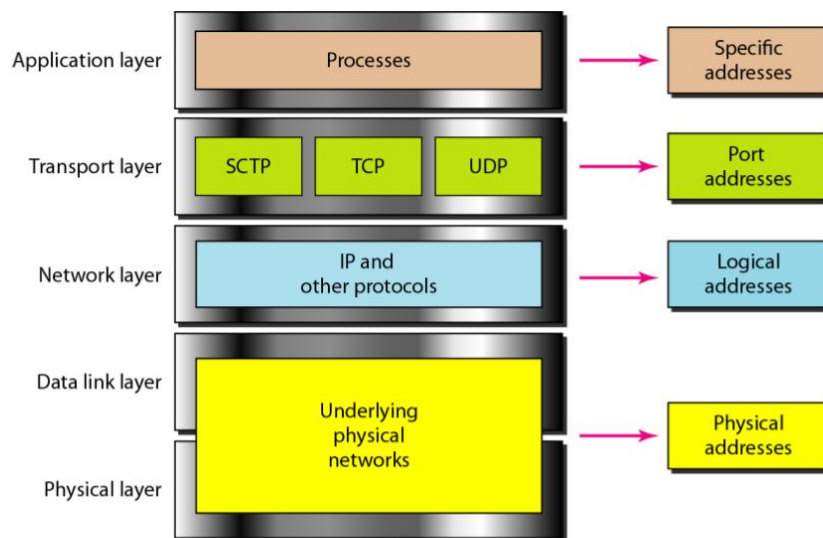 Application layer
Processes
Specific
addresses
Transport layer
SCTP
TCP
UDP
Port
addresses
Network layer
IP and
other protocols
Logical
addresses
Data link layer
Underlying
physical
networks
Physical
addresses
Physical layer